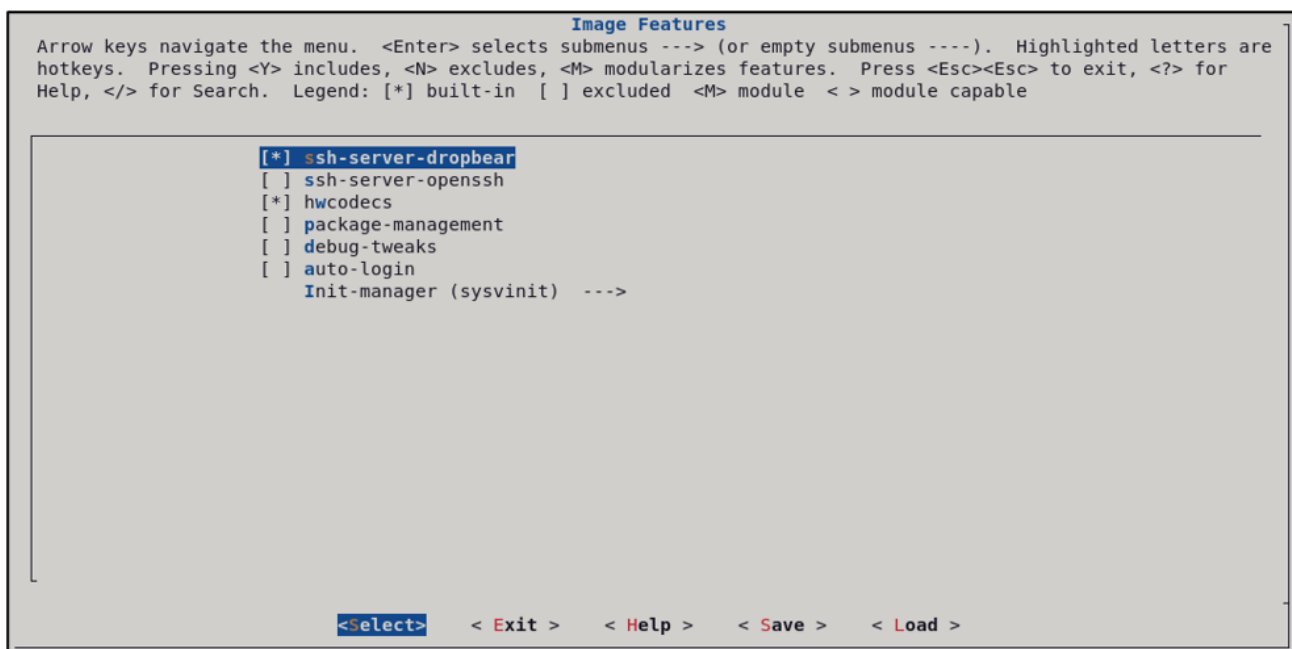 Image Features
Arrow keys navigate the menu.  <Enter> selects submenus ---> (or empty submenus ----).  Highlighted letters are
hotkeys.  Pressing <Y> includes, <N> excludes, <M> modularizes features.  Press <Esc><Esc> to exit, <?> for
Help, </> for Search.  Legend: [*] built-in  [ ] excluded  <M> module  < > module capable
[*] ssh-server-dropbear
[ ] ssh-server-openssh
[*] hwcodecs
[ ] package-management
[ ] debug-tweaks
[ ] auto-login
Init-manager (sysvinit)  --->
<Select>    < Exit >    < Help >    < Save >    < Load >